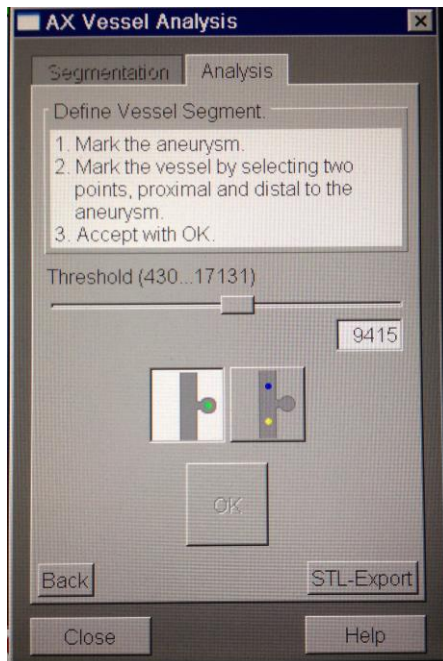 AX Vessel Analysis
Segmentation
Analysis
Define Vessel Segment.
1. Mark the aneurysm.
2. Mark the vessel by selecting two
points, proximal and distal to the
aneurysm.
3. Accept with OK.
Threshold (430...17131)
9415
OK
Back
STL-Export
Close
Help